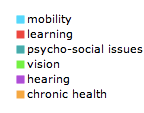 mobility
learning
psycho-social issues
vision
hearing
chronic health